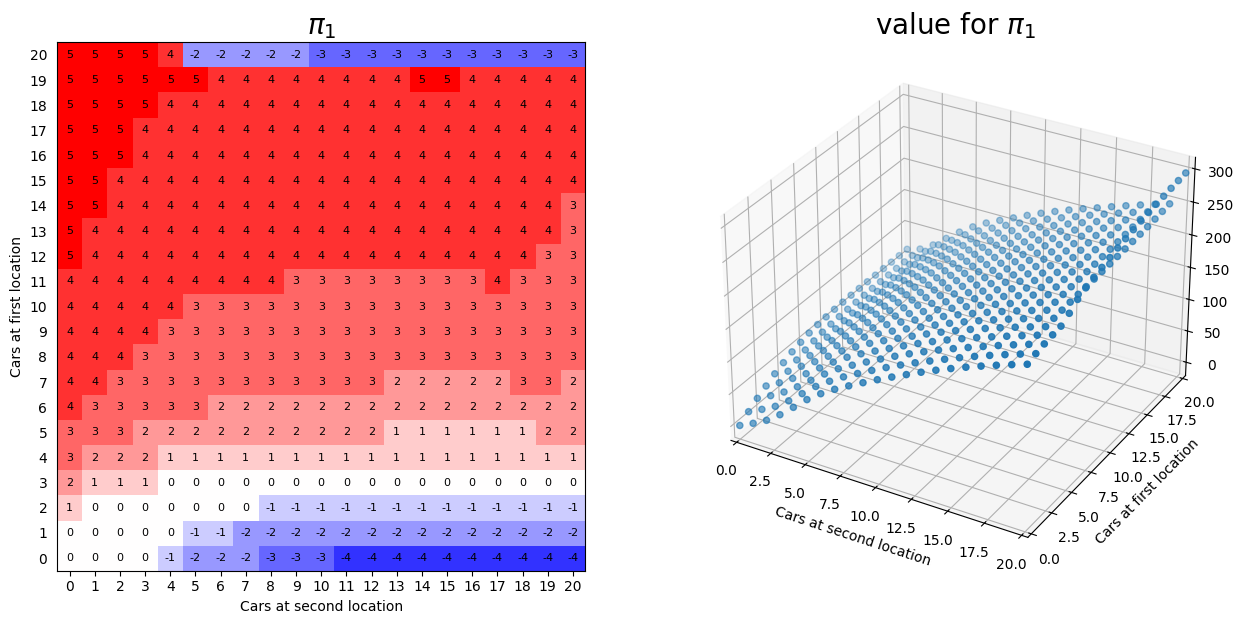 π₁
20 5 5 5 5 4 -2 -2 -2 -2 -2 -3 -3 -3 -3 -3 -3 -3 -3 -3 -3 -3
19 5 5 5 5 5 5 4 4 4 4 4 4 4 4 5 5 4 4 4 4 4
18 5 5 5 5 4 4 4 4 4 4 4 4 4 4 4 4 4 4 4 4 4
17 5 5 5 4 4 4 4 4 4 4 4 4 4 4 4 4 4 4 4 4 4
16 5 5 5 4 4 4 4 4 4 4 4 4 4 4 4 4 4 4 4 4 4
15 5 5 4 4 4 4 4 4 4 4 4 4 4 4 4 4 4 4 4 4 4
14 5 5 4 4 4 4 4 4 4 4 4 4 4 4 4 4 4 4 4 4 3
13 5 4 4 4 4 4 4 4 4 4 4 4 4 4 4 4 4 4 4 4 3
12 5 4 4 4 4 4 4 4 4 4 4 4 4 4 4 4 4 4 4 3 3
11 4 4 4 4 4 4 4 4 4 3 3 3 3 3 3 3 3 4 3 3 3
10 4 4 4 4 4 3 3 3 3 3 3 3 3 3 3 3 3 3 3 3 3
9 4 4 4 4 3 3 3 3 3 3 3 3 3 3 3 3 3 3 3 3 3
8 4 4 4 3 3 3 3 3 3 3 3 3 3 3 3 3 3 3 3 3 3
7 4 4 3 3 3 3 3 3 3 3 3 3 3 2 2 2 2 2 3 3 2
6 4 3 3 3 3 3 2 2 2 2 2 2 2 2 2 2 2 2 2 2 2
5 3 3 3 2 2 2 2 2 2 2 2 2 2 1 1 1 1 1 1 2 2
4 3 2 2 2 1 1 1 1 1 1 1 1 1 1 1 1 1 1 1 1 1
3 2 1 1 1 0 0 0 0 0 0 0 0 0 0 0 0 0 0 0 0 0
2 1 0 0 0 0 0 0 0 -1 -1 -1 -1 -1 -1 -1 -1 -1 -1 -1 -1 -1
1 0 0 0 0 -1 -1 -1 -2 -2 -2 -2 -2 -2 -2 -2 -2 -2 -2 -2 -2 -2
0 0 0 0 0 -1 -2 -2 -2 -3 -3 -3 -4 -4 -4 -4 -4 -4 -4 -4 -4 -4
0 1 2 3 4 5 6 7 8 9 10 11 12 13 14 15 16 17 18 19 20
Cars at second location
Cars at first location
value for π₁
300
250
200
150
100
50
0
0.0 2.5 5.0 7.5 10.0 12.5 15.0 17.5 20.0
Cars at second location
20.0
17.5
15.0
12.5
10.0
7.5
5.0
2.5
0.0
Cars at first location